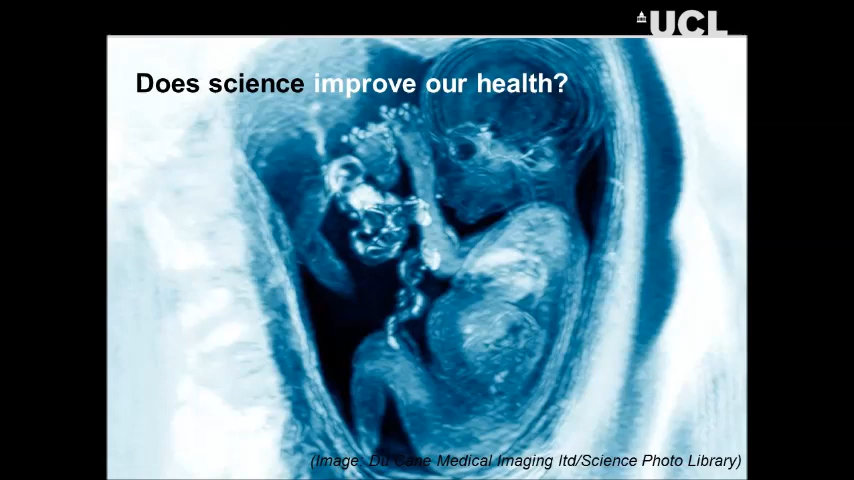 UCL
Does science improve our health?
(Image: Du Cane Medical Imaging ltd/Science Photo Library)